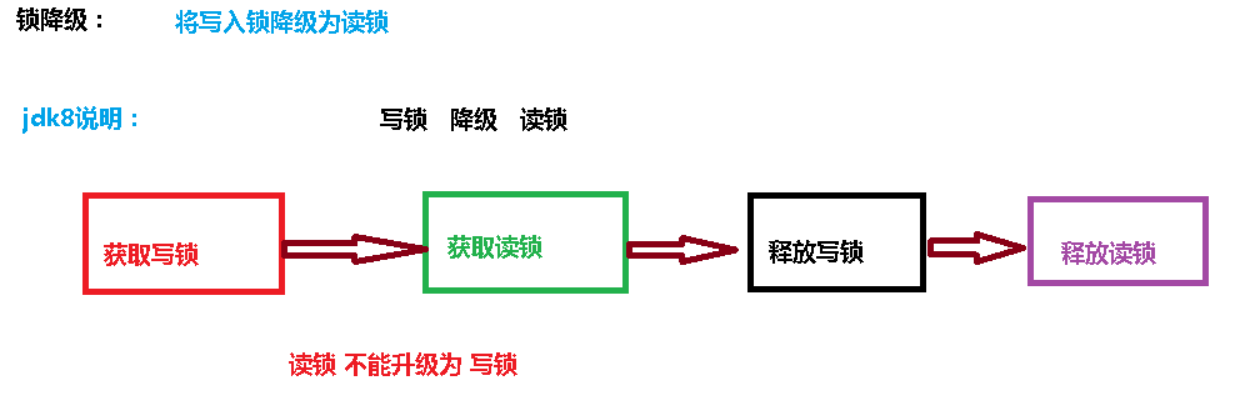 锁降级： 将写入锁降级为读锁
jdk8说明： 写锁 降级 读锁
获取写锁 获取读锁 释放写锁 释放读锁
读锁 不能升级为 写锁